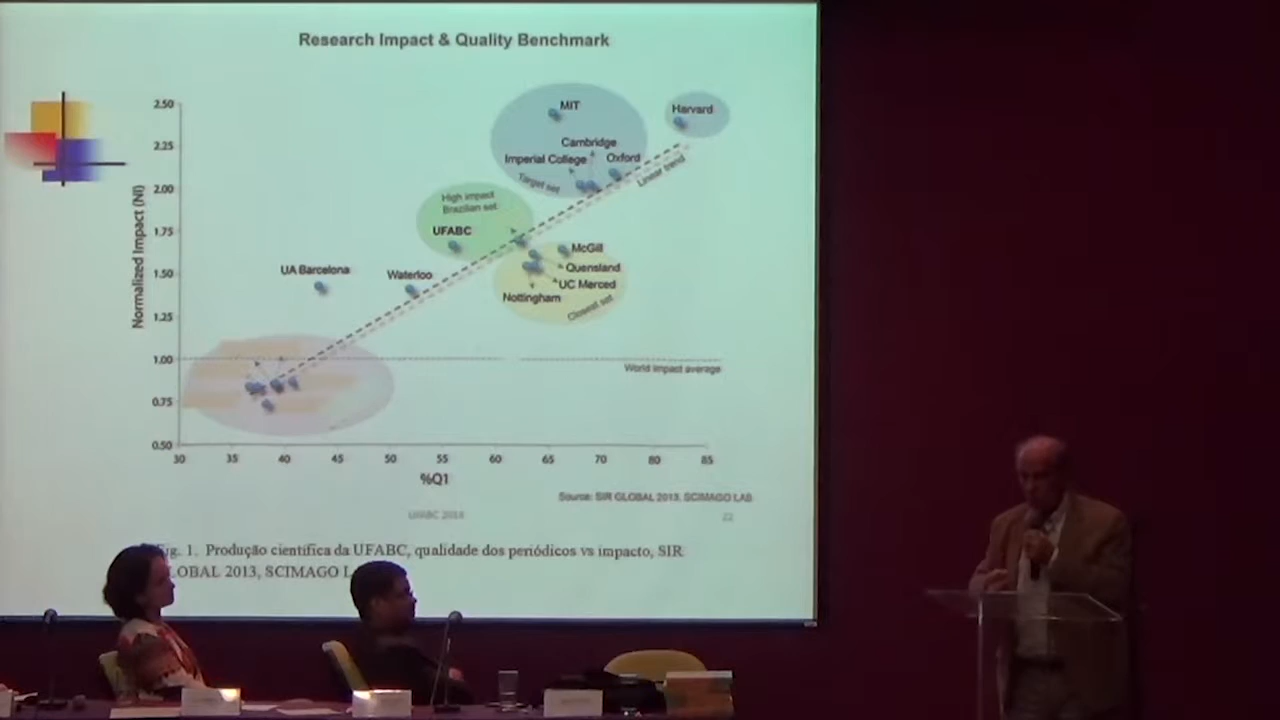 Research Impact & Quality Benchmark
Normalized Impact (NI)
2.50
2.25
2.00
1.75
1.50
1.25
1.00
0.75
0.50
MIT
Harvard
Cambridge
Imperial College
Oxford
Target set
Linear trend
High impact
Brazilian set
UFABC
McGill
Quensland
UC Merced
Nottingham
Closest set
UA Barcelona
Waterloo
World impact average
30 35 40 45 50 55 60 65 70 80 85
%Q1
Source: SIR GLOBAL 2013. SCIMAGO LAB
UFABC 2014
22
Fig. 1. Produção científica da UFABC, qualidade dos periódicos vs impacto, SIR
LOBAL 2013, SCIMAGO L